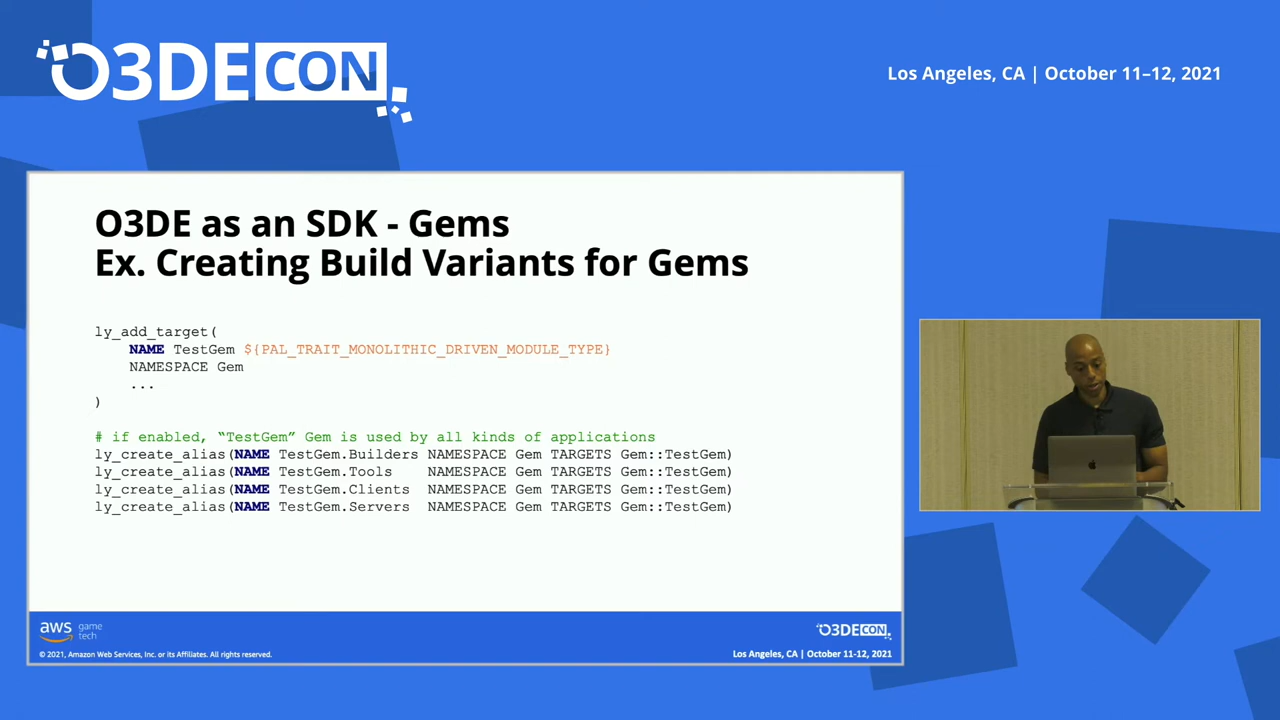 O3DECON
Los Angeles, CA | October 11–12, 2021
O3DE as an SDK - Gems
Ex. Creating Build Variants for Gems
ly_add_target(
    NAME TestGem ${PAL_TRAIT_MONOLITHIC_DRIVEN_MODULE_TYPE}
    NAMESPACE Gem
    ...
)
# if enabled, “TestGem” Gem is used by all kinds of applications
ly_create_alias(NAME TestGem.Builders NAMESPACE Gem TARGETS Gem::TestGem)
ly_create_alias(NAME TestGem.Tools    NAMESPACE Gem TARGETS Gem::TestGem)
ly_create_alias(NAME TestGem.Clients  NAMESPACE Gem TARGETS Gem::TestGem)
ly_create_alias(NAME TestGem.Servers  NAMESPACE Gem TARGETS Gem::TestGem)
aws game tech
O3DECON
© 2021, Amazon Web Services, Inc. or its Affiliates. All rights reserved.
Los Angeles, CA | October 11-12, 2021